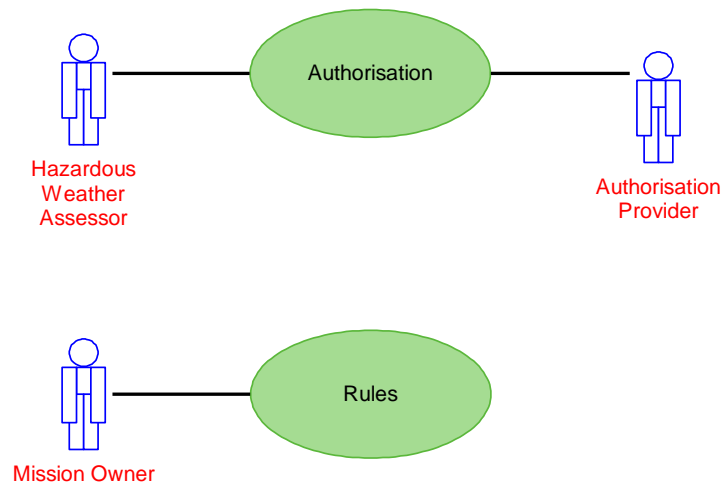 Authorisation
Hazardous
Weather
Assessor
Authorisation
Provider
Rules
Mission Owner